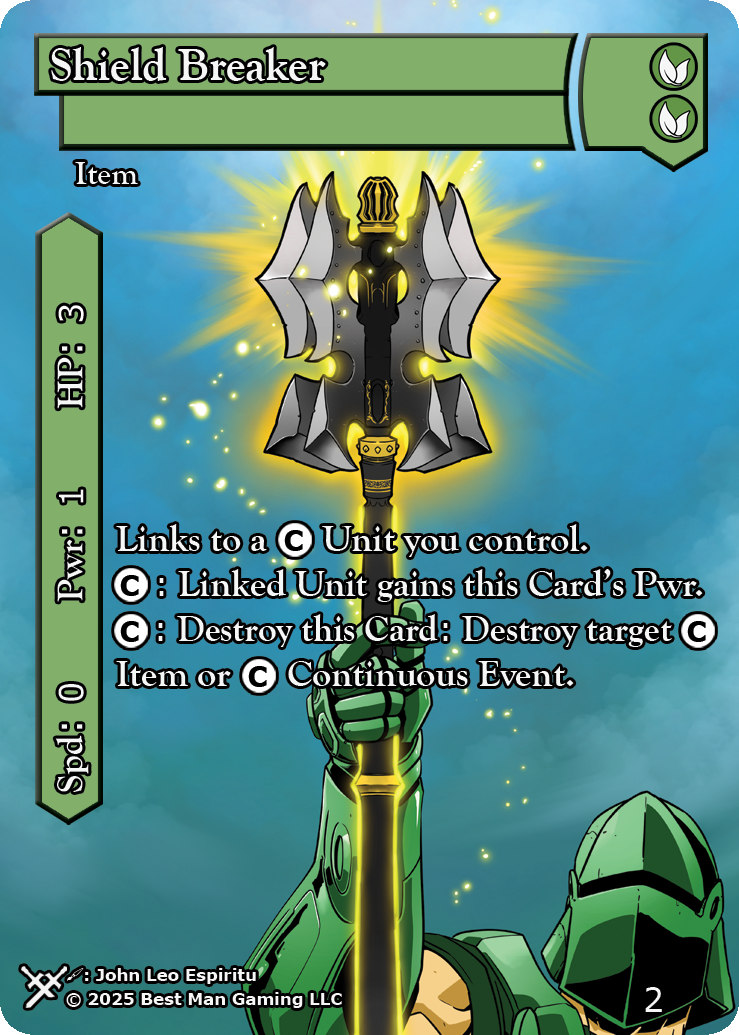 Shield Breaker
Item
HP: 3
Pwr: 1
Spd: 0
Links to a C Unit you control.
C: Linked Unit gains this Card's Pwr.
C: Destroy this Card: Destroy target C
Item or C Continuous Event.
: John Leo Espiritu
© 2025 Best Man Gaming LLC
2